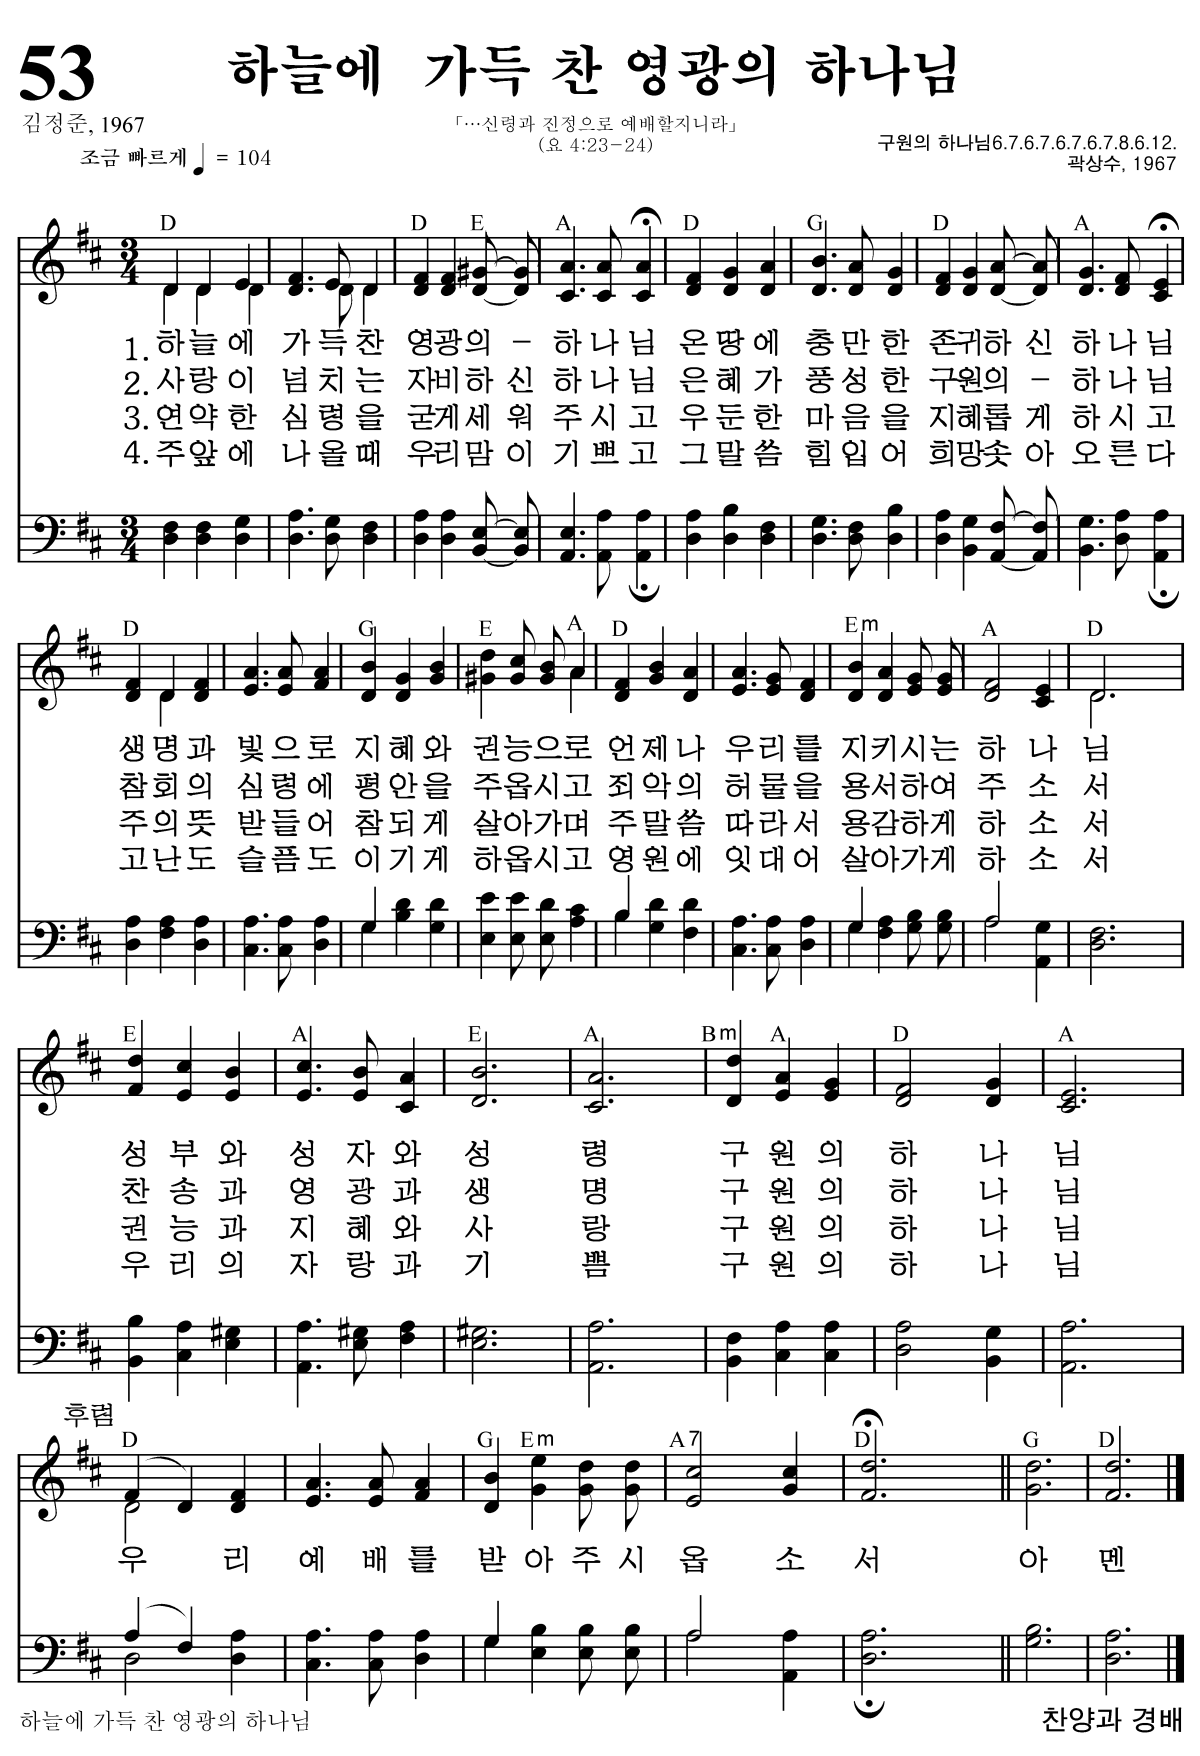 53 하늘에 가득 찬 영광의 하나님
김정준, 1967
「…신령과 진정으로 예배할지니라」
(요 4:23-24)
조금 빠르게 ♩ = 104
구원의 하나님6.7.6.7.6.7.6.7.8.6.12.
곽상수, 1967
D D E A D G D A
3/4
1. 하늘에 가득찬 영광의 - 하나님 온땅에 충만한 존귀하신 하나님
2. 사랑이 넘치는 자비하신 하나님 은혜가 풍성한 구원의 - 하나님
3. 연약한 심령을 굳게세워 주시고 우둔한 마음을 지혜롭게 하시고
4. 주앞에 나올때 우리맘이 기쁘고 그말씀 힘입어 희망솟아 오른다
3/4
D G E A D Em A D
생명과 빛으로 지혜와 권능으로 언제나 우리를 지키시는 하나님
참회의 심령에 평안을 주옵시고 죄악의 허물을 용서하여 주소서
주의뜻 받들어 참되게 살아가며 주말씀 따라서 용감하게 하소서
고난도 슬픔도 이기게 하옵시고 영원에 잇대어 살아가게 하소서
E A E A Bm A D A
성부와 성자와 성령 구원의 하나님
찬송과 영광과 생명 구원의 하나님
권능과 지혜와 사랑 구원의 하나님
우리의 자랑과 기쁨 구원의 하나님
후렴
D G Em A7 D G D
우리 예배를 받아주시옵소서 아멘
하늘에 가득 찬 영광의 하나님
찬양과 경배